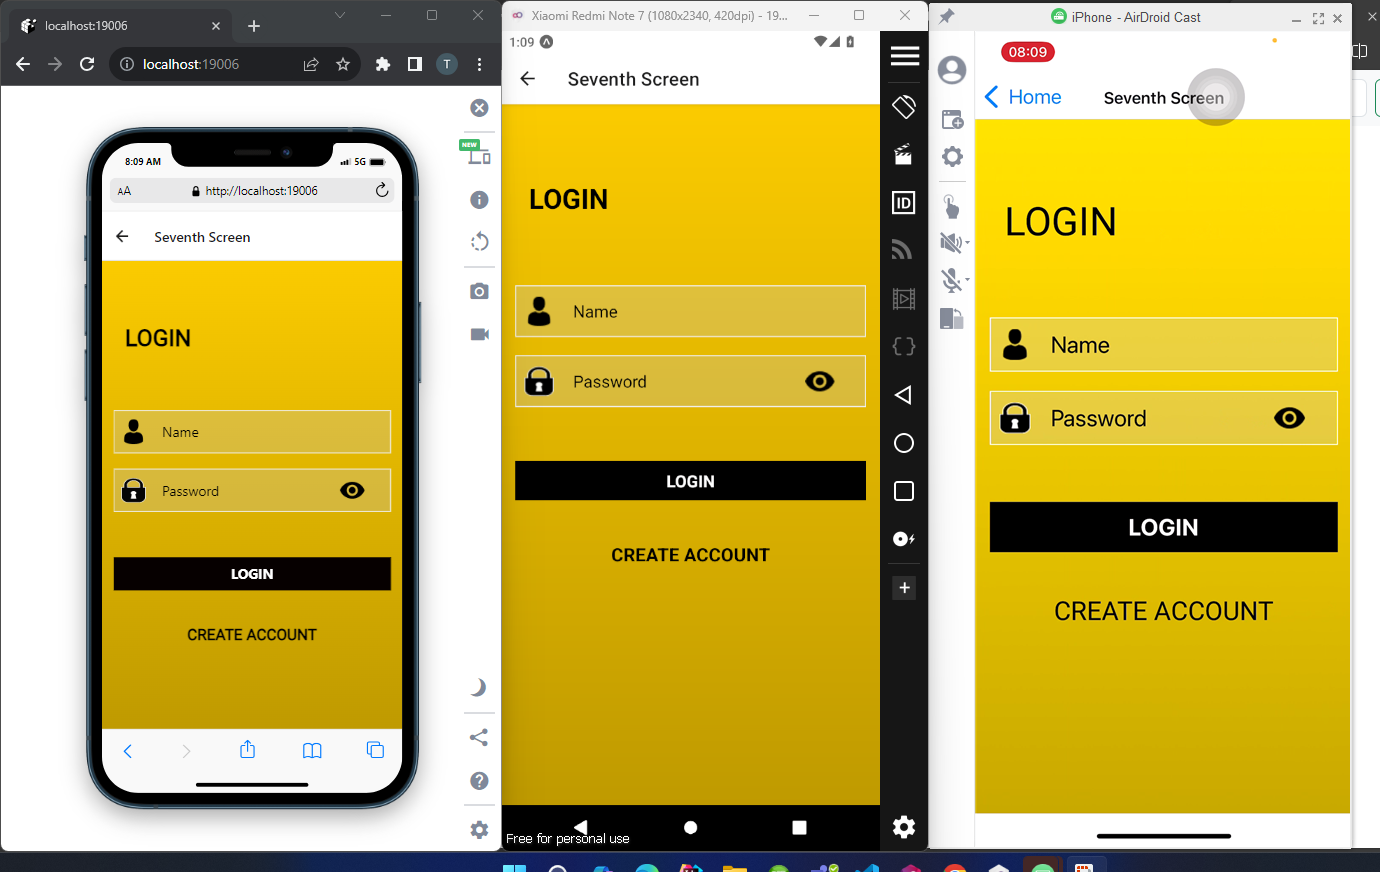 localhost:19006
localhost:19006
T
NEW
8:09 AM
5G
AA
http://localhost:19006
Seventh Screen
LOGIN
Name
Password
LOGIN
CREATE ACCOUNT
Xiaomi Redmi Note 7 (1080x2340, 420dpi) - 19...
1:09
Seventh Screen
LOGIN
Name
Password
LOGIN
CREATE ACCOUNT
Free for personal use
ID
iPhone - AirDroid Cast
08:09
Home
Seventh Screen
LOGIN
Name
Password
LOGIN
CREATE ACCOUNT